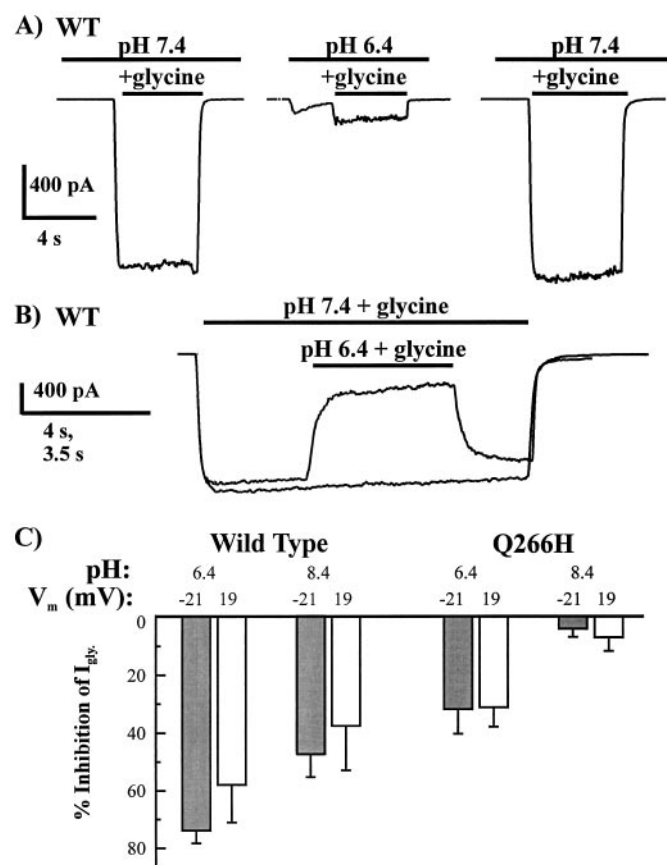 A) WT
pH 7.4 pH 6.4 pH 7.4
+glycine +glycine +glycine
400 pA
4 s
B) WT
pH 7.4 + glycine
pH 6.4 + glycine
400 pA
4 s,
3.5 s
C)
Wild Type Q266H
pH: 6.4 8.4 6.4 8.4
Vm (mV): -21 19 -21 19 -21 19 -21 19
% Inhibition of Igly.
0
20
40
60
80